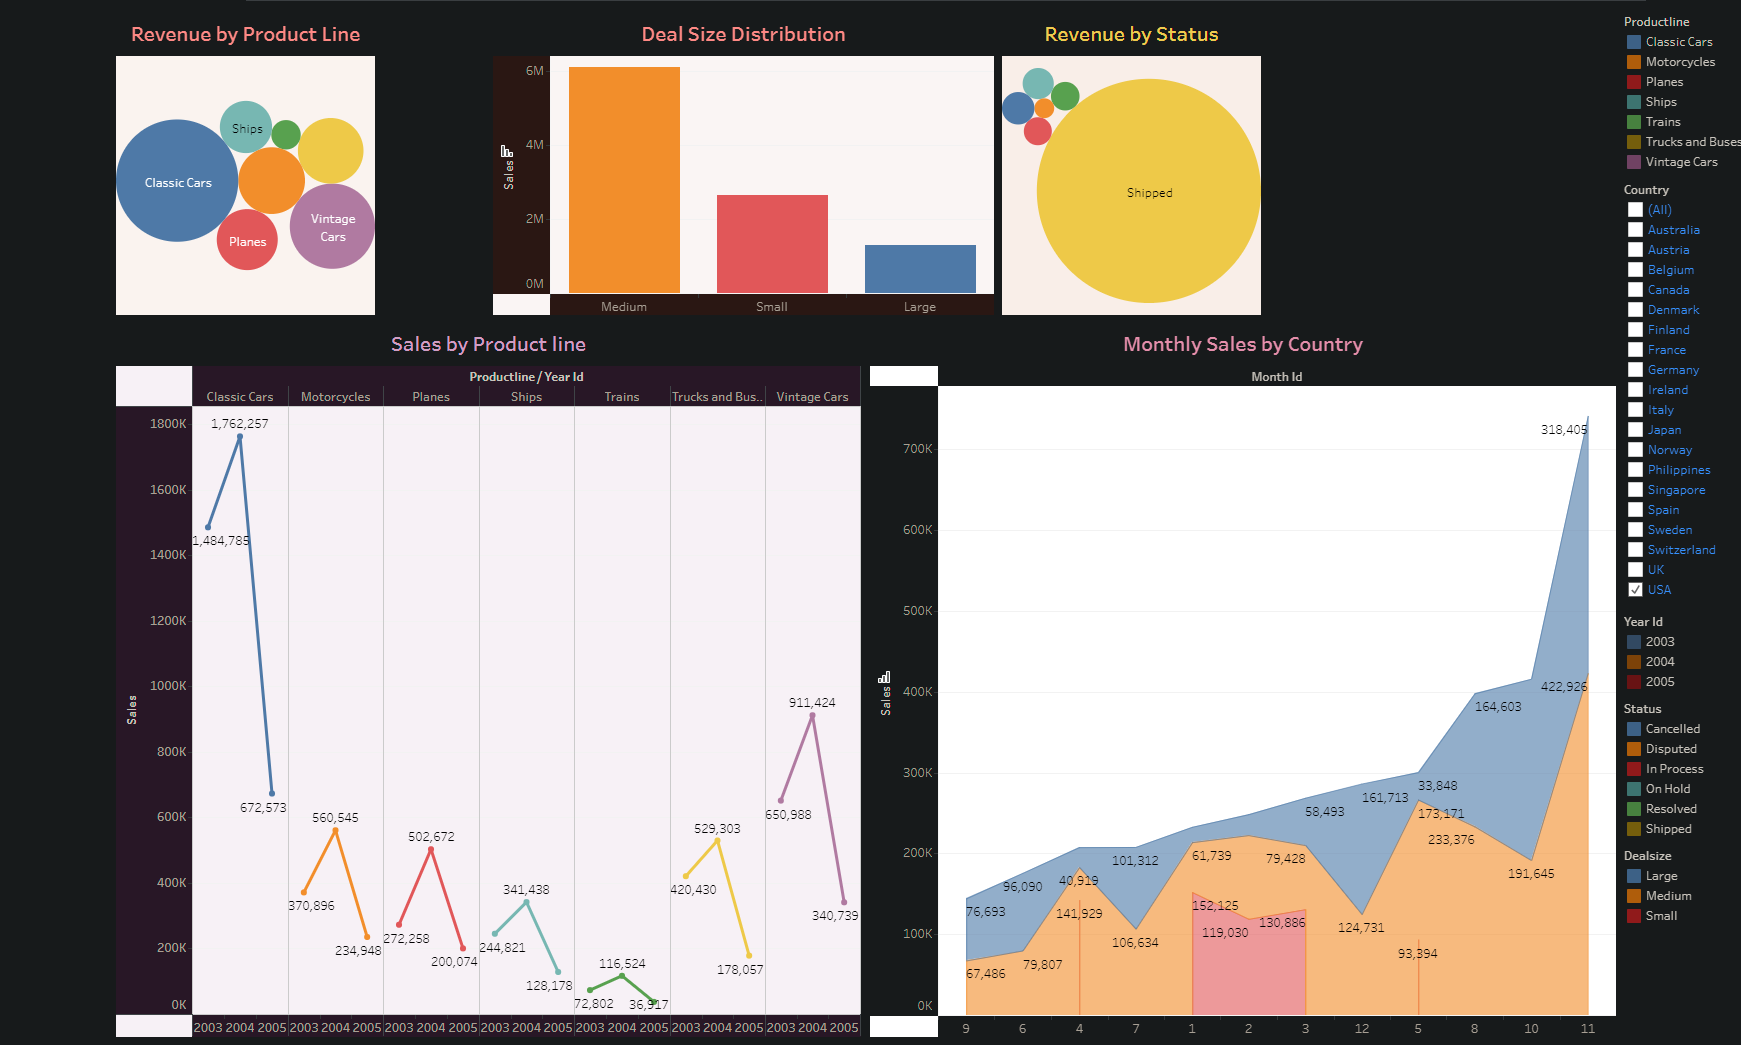 Revenue by Product Line
Ships
Classic Cars
Vintage
Cars
Planes
Deal Size Distribution
6M
4M
2M
0M
Sales
Medium
Small
Large
Revenue by Status
Shipped
Sales by Product line
Productline / Year Id
Classic Cars
Motorcycles
Planes
Ships
Trains
Trucks and Bus..
Vintage Cars
1800K
1600K
1400K
1200K
1000K
800K
600K
400K
200K
0K
Sales
1,762,257
1,484,785
672,573
560,545
370,896
234,948
502,672
272,258
200,074
341,438
244,821
128,178
116,524
72,802
36,917
529,303
420,430
178,057
911,424
650,988
340,739
2003 2004 2005 2003 2004 2005 2003 2004 2005 2003 2004 2005 2003 2004 2005 2003 2004 2005 2003 2004 2005
Monthly Sales by Country
Month Id
700K
600K
500K
400K
300K
200K
100K
0K
Sales
318,405
422,926
164,603
33,848
161,713
58,493
173,171
233,376
101,312
61,739
79,428
191,645
40,919
96,090
76,693
141,929
152,125
130,886
119,030
124,731
106,634
93,394
79,807
67,486
9 6 4 7 1 2 3 12 5 8 10 11
Productline
Classic Cars
Motorcycles
Planes
Ships
Trains
Trucks and Buses
Vintage Cars
Country
(All)
Australia
Austria
Belgium
Canada
Denmark
Finland
France
Germany
Ireland
Italy
Japan
Norway
Philippines
Singapore
Spain
Sweden
Switzerland
UK
USA
Year Id
2003
2004
2005
Status
Cancelled
Disputed
In Process
On Hold
Resolved
Shipped
Dealsize
Large
Medium
Small